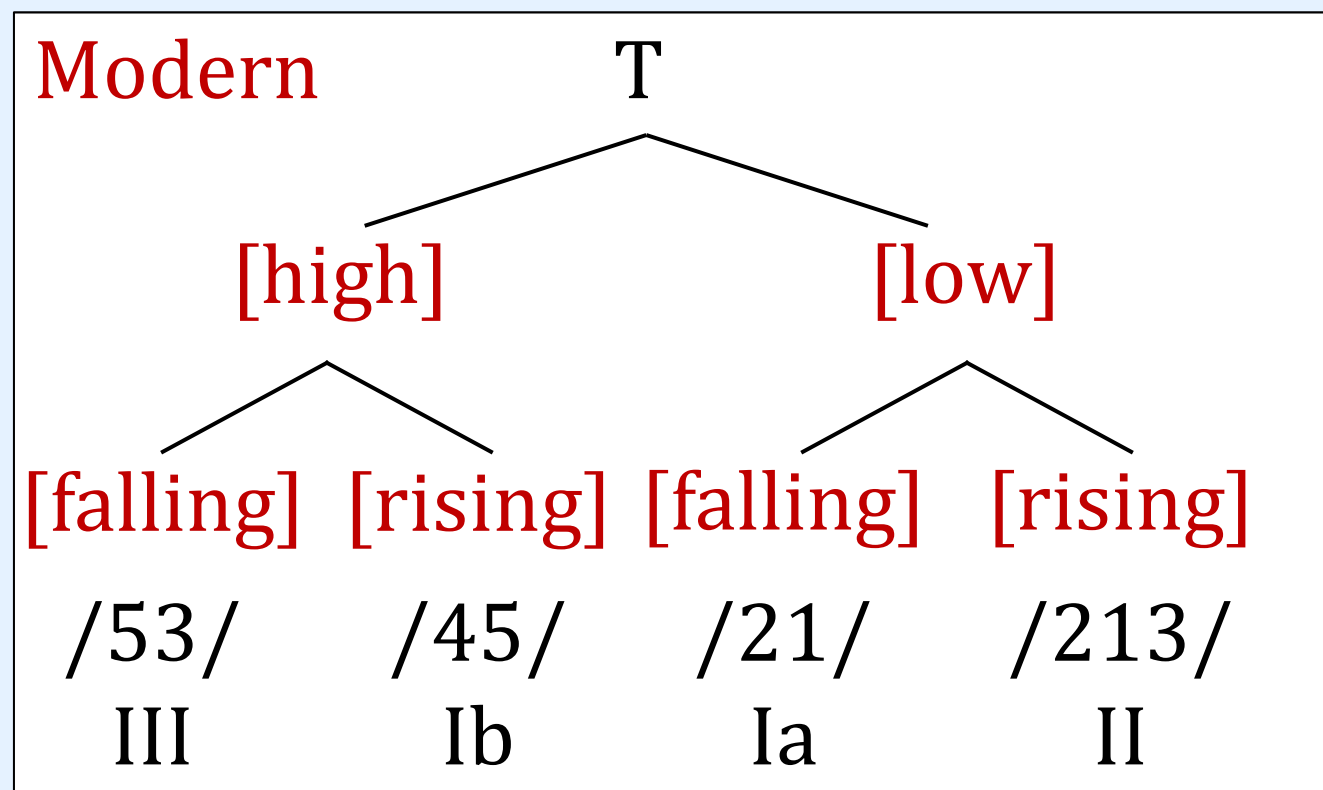 Modern T
[high] [low]
[falling] [rising] [falling] [rising]
/53/ /45/ /21/ /213/
III Ib Ia II